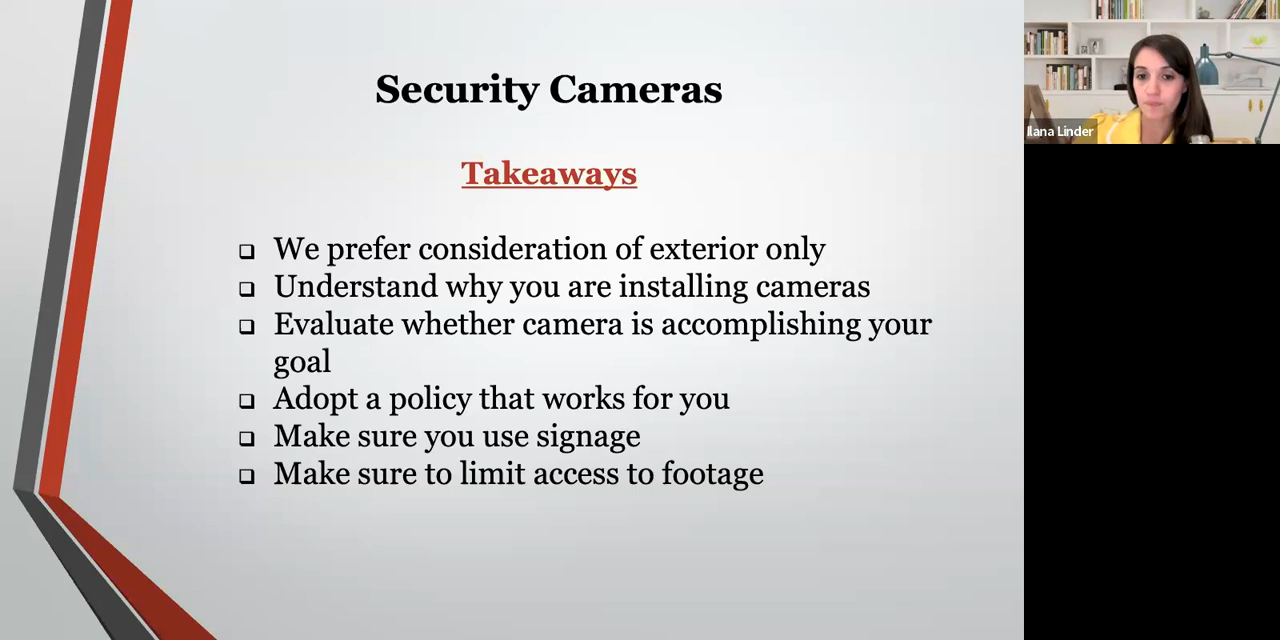 Security Cameras
Takeaways
We prefer consideration of exterior only
Understand why you are installing cameras
Evaluate whether camera is accomplishing your
goal
Adopt a policy that works for you
Make sure you use signage
Make sure to limit access to footage
Ilana Linder